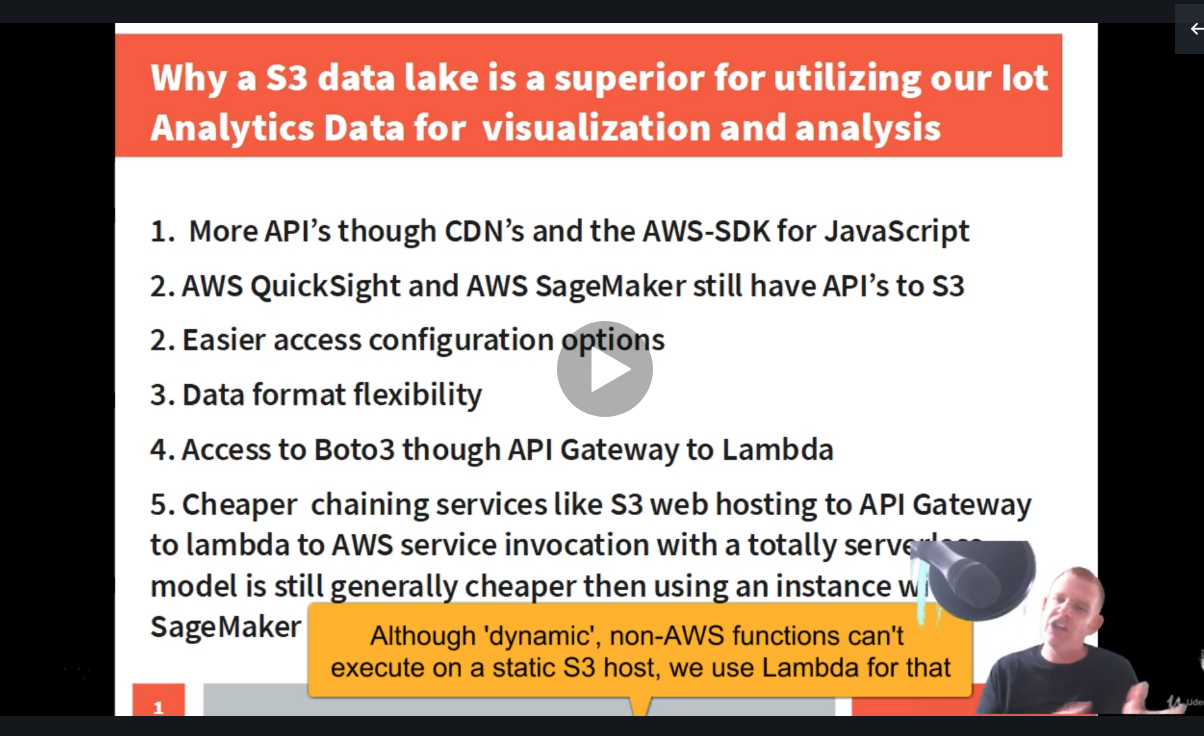 Why a S3 data lake is a superior for utilizing our Iot
Analytics Data for visualization and analysis
1. More API's though CDN's and the AWS-SDK for JavaScript
2. AWS QuickSight and AWS SageMaker still have API's to S3
2. Easier access configuration options
3. Data format flexibility
4. Access to Boto3 though API Gateway to Lambda
5. Cheaper chaining services like S3 web hosting to API Gateway
to lambda to AWS service invocation with a totally serverless
model is still generally cheaper then using an instance
SageMaker
Although 'dynamic', non-AWS functions can't
execute on a static S3 host, we use Lambda for that
1